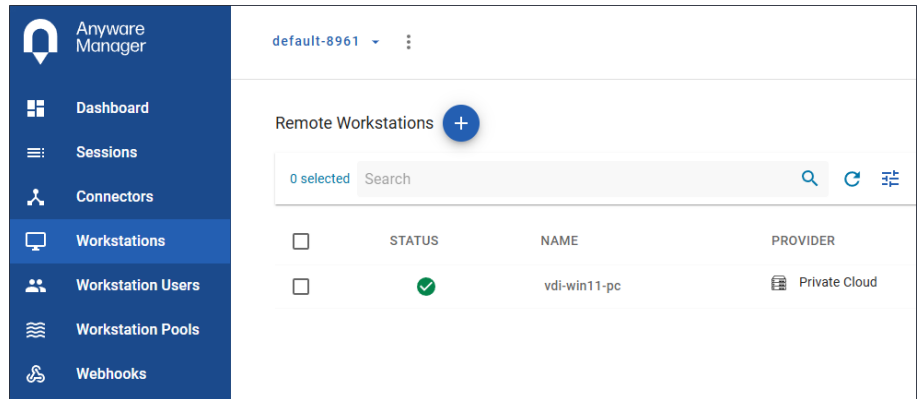 Anyware
Manager
default-8961
Dashboard
Sessions
Connectors
Workstations
Workstation Users
Workstation Pools
Webhooks
Remote Workstations
0 selected Search
STATUS NAME PROVIDER
vdi-win11-pc Private Cloud